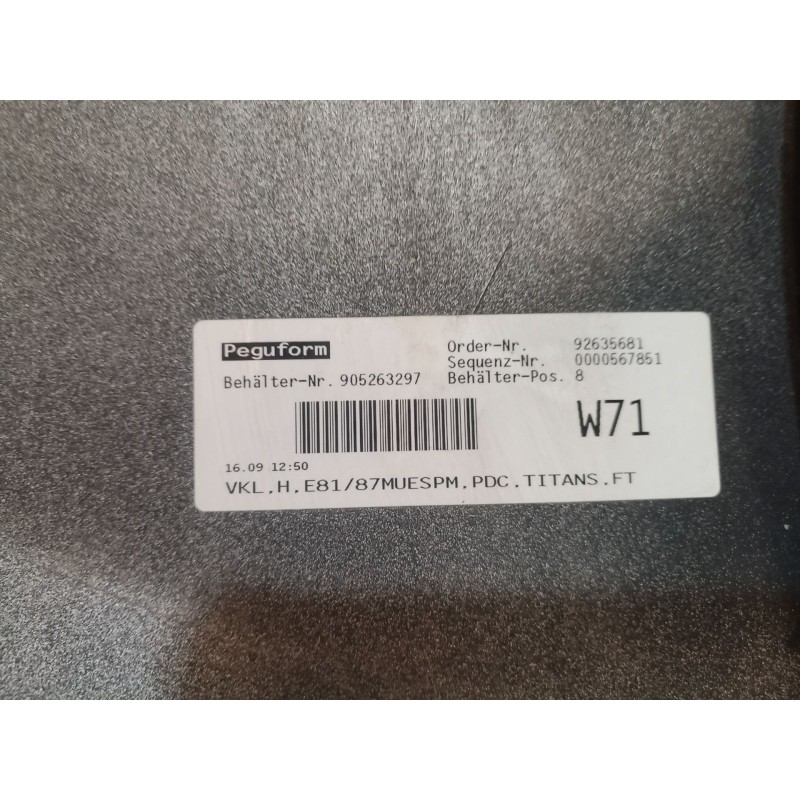 Peguform
Order-Nr. 92635681
Sequenz-Nr. 0000567851
Behälter-Nr. 905263297
Behälter-Pos. 8
W71
16.09 12:50
VKL.H.E81/87MUESPM.PDC.TITANS.FT